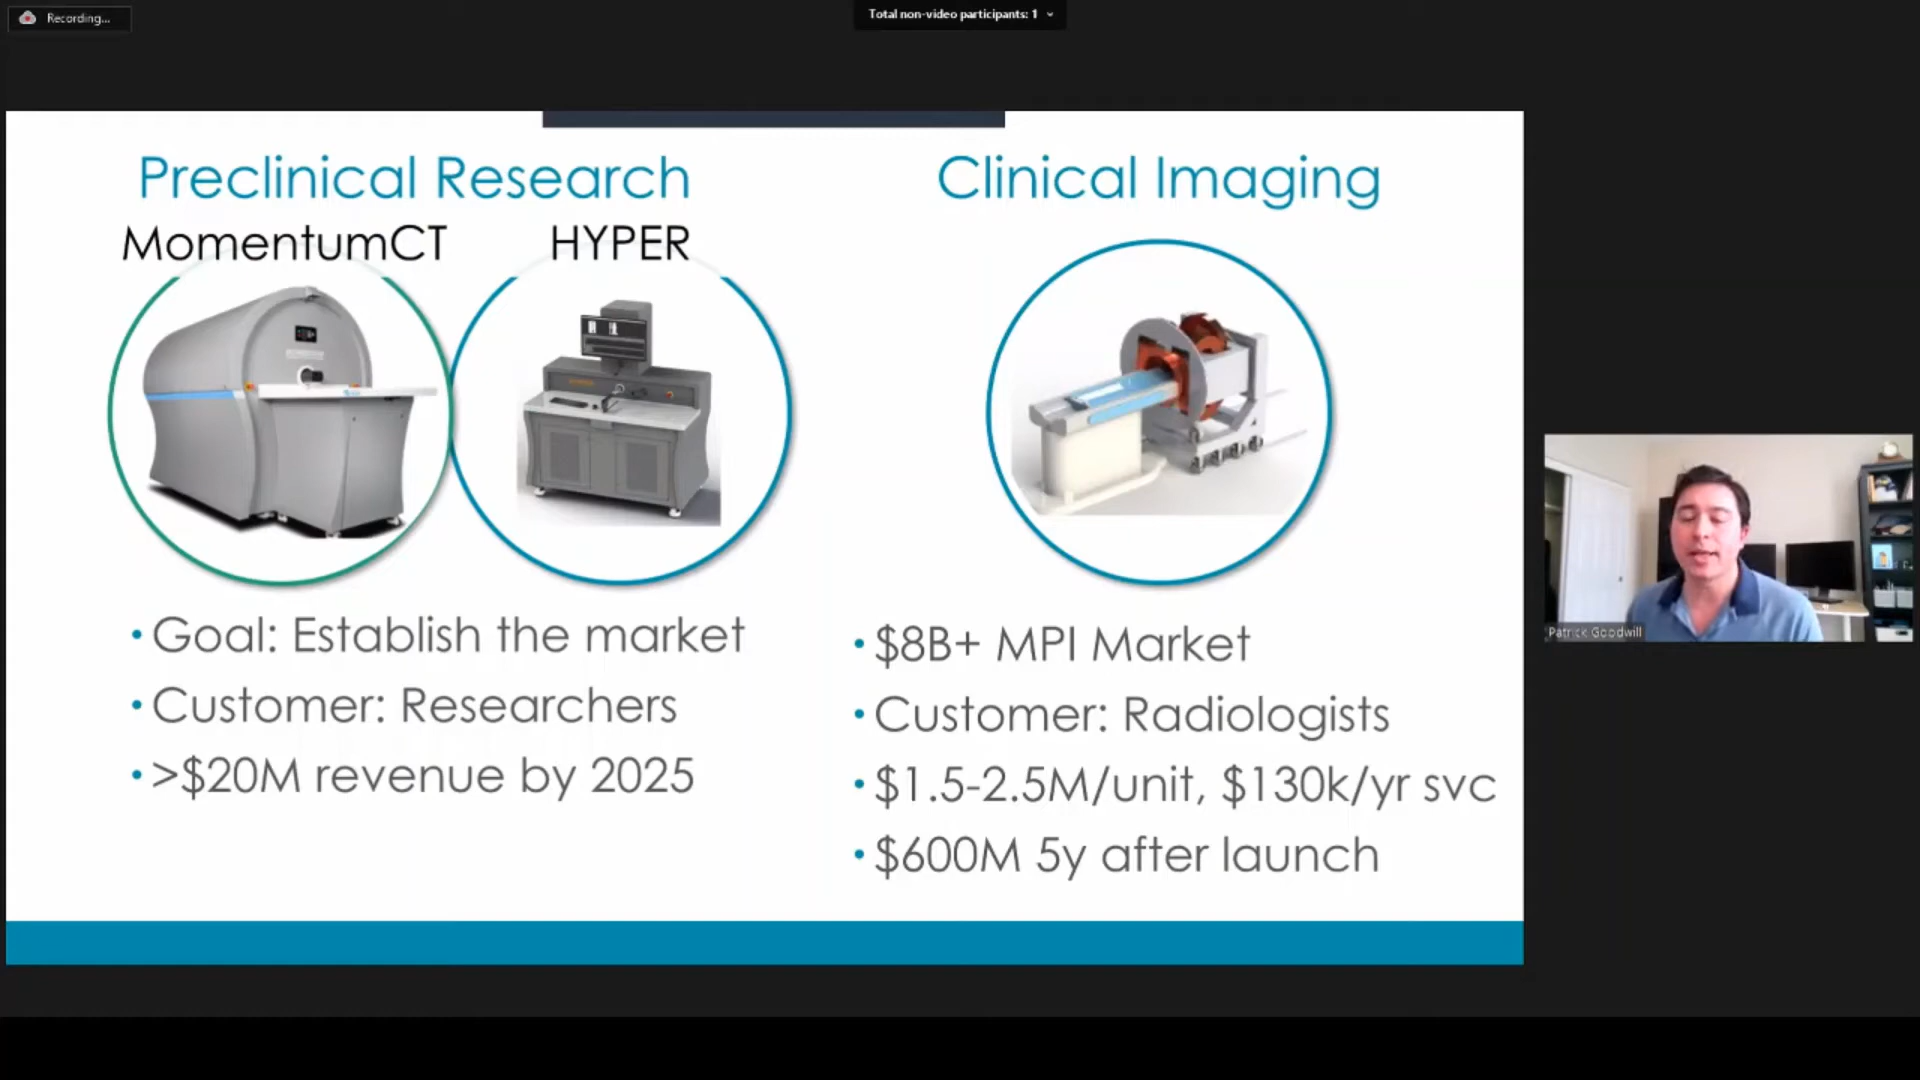 Recording...
Total non-video participants: 1
Preclinical Research
MomentumCT
HYPER
• Goal: Establish the market
• Customer: Researchers
• >$20M revenue by 2025
Clinical Imaging
• $8B+ MPI Market
• Customer: Radiologists
• $1.5-2.5M/unit, $130k/yr svc
• $600M 5y after launch
Patrick Goodwill